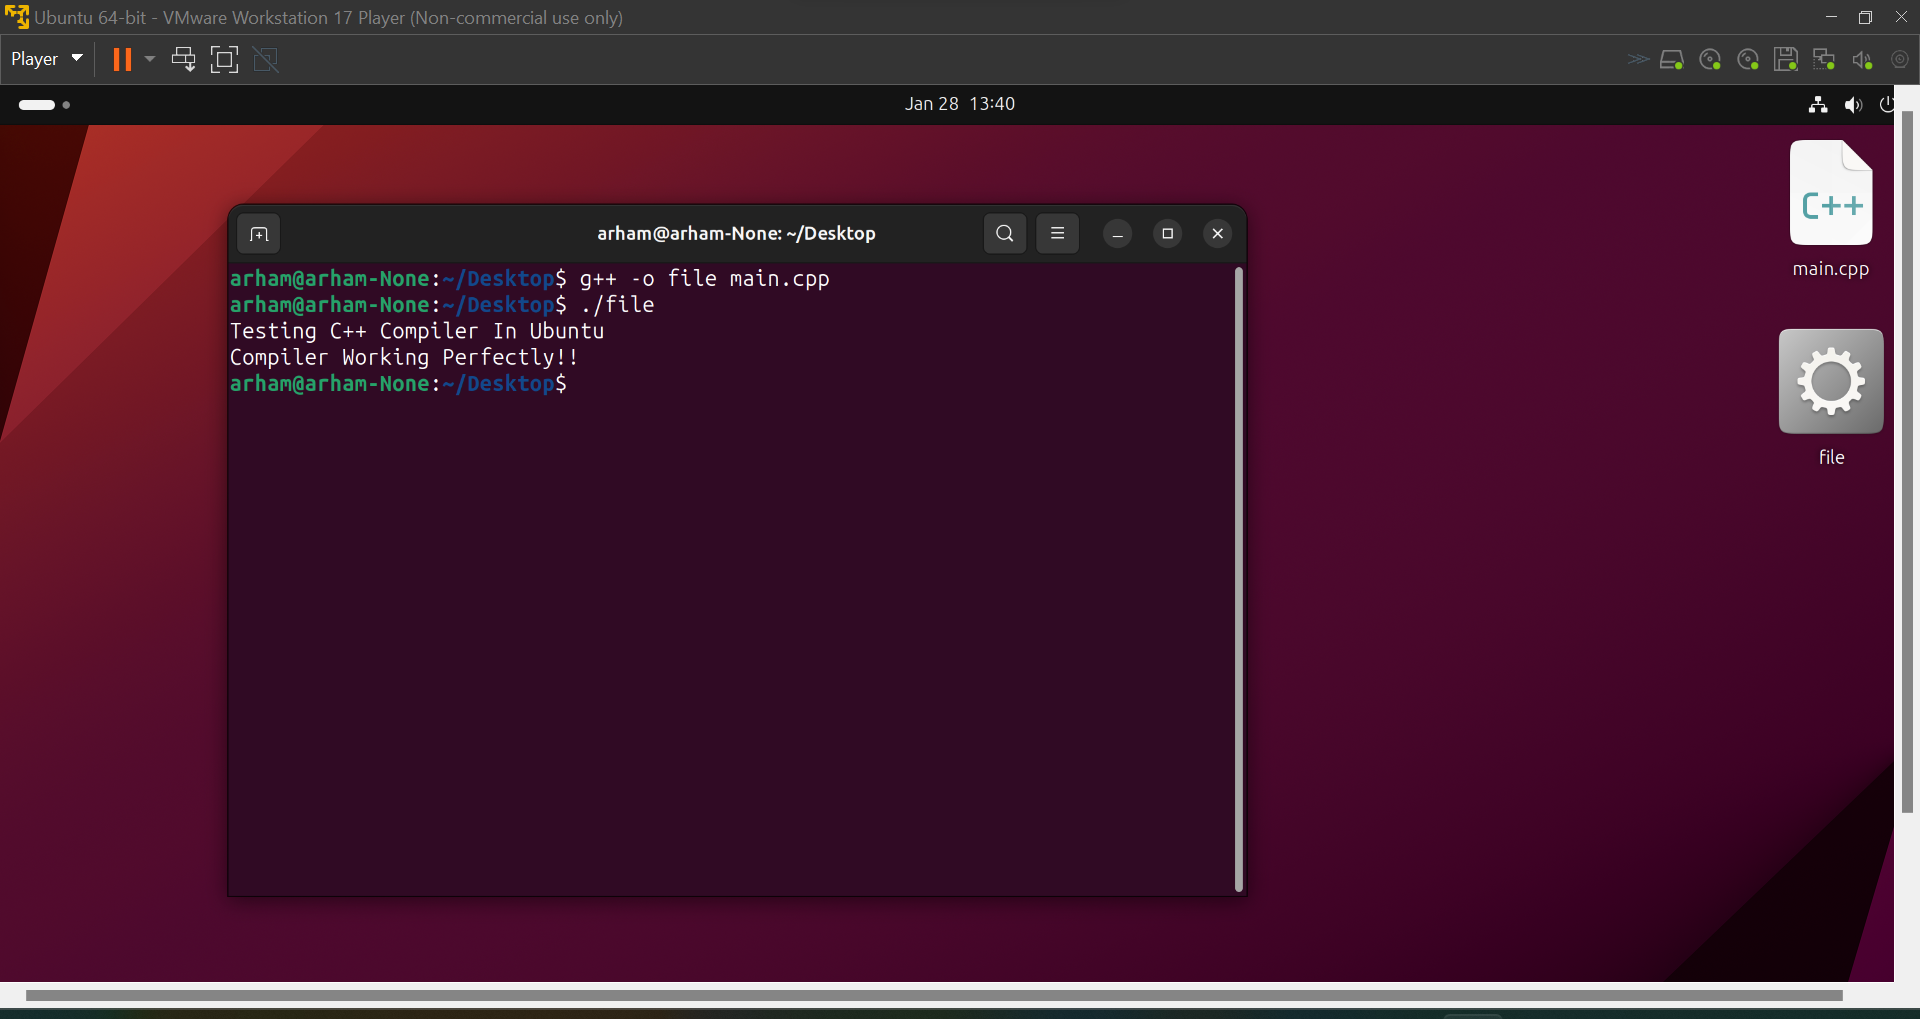 Ubuntu 64-bit - VMware Workstation 17 Player (Non-commercial use only)
Player
Jan 28 13:40
C++
main.cpp
file
arham@arham-None: ~/Desktop
arham@arham-None:~/Desktop$ g++ -o file main.cpp
arham@arham-None:~/Desktop$ ./file
Testing C++ Compiler In Ubuntu
Compiler Working Perfectly!!
arham@arham-None:~/Desktop$